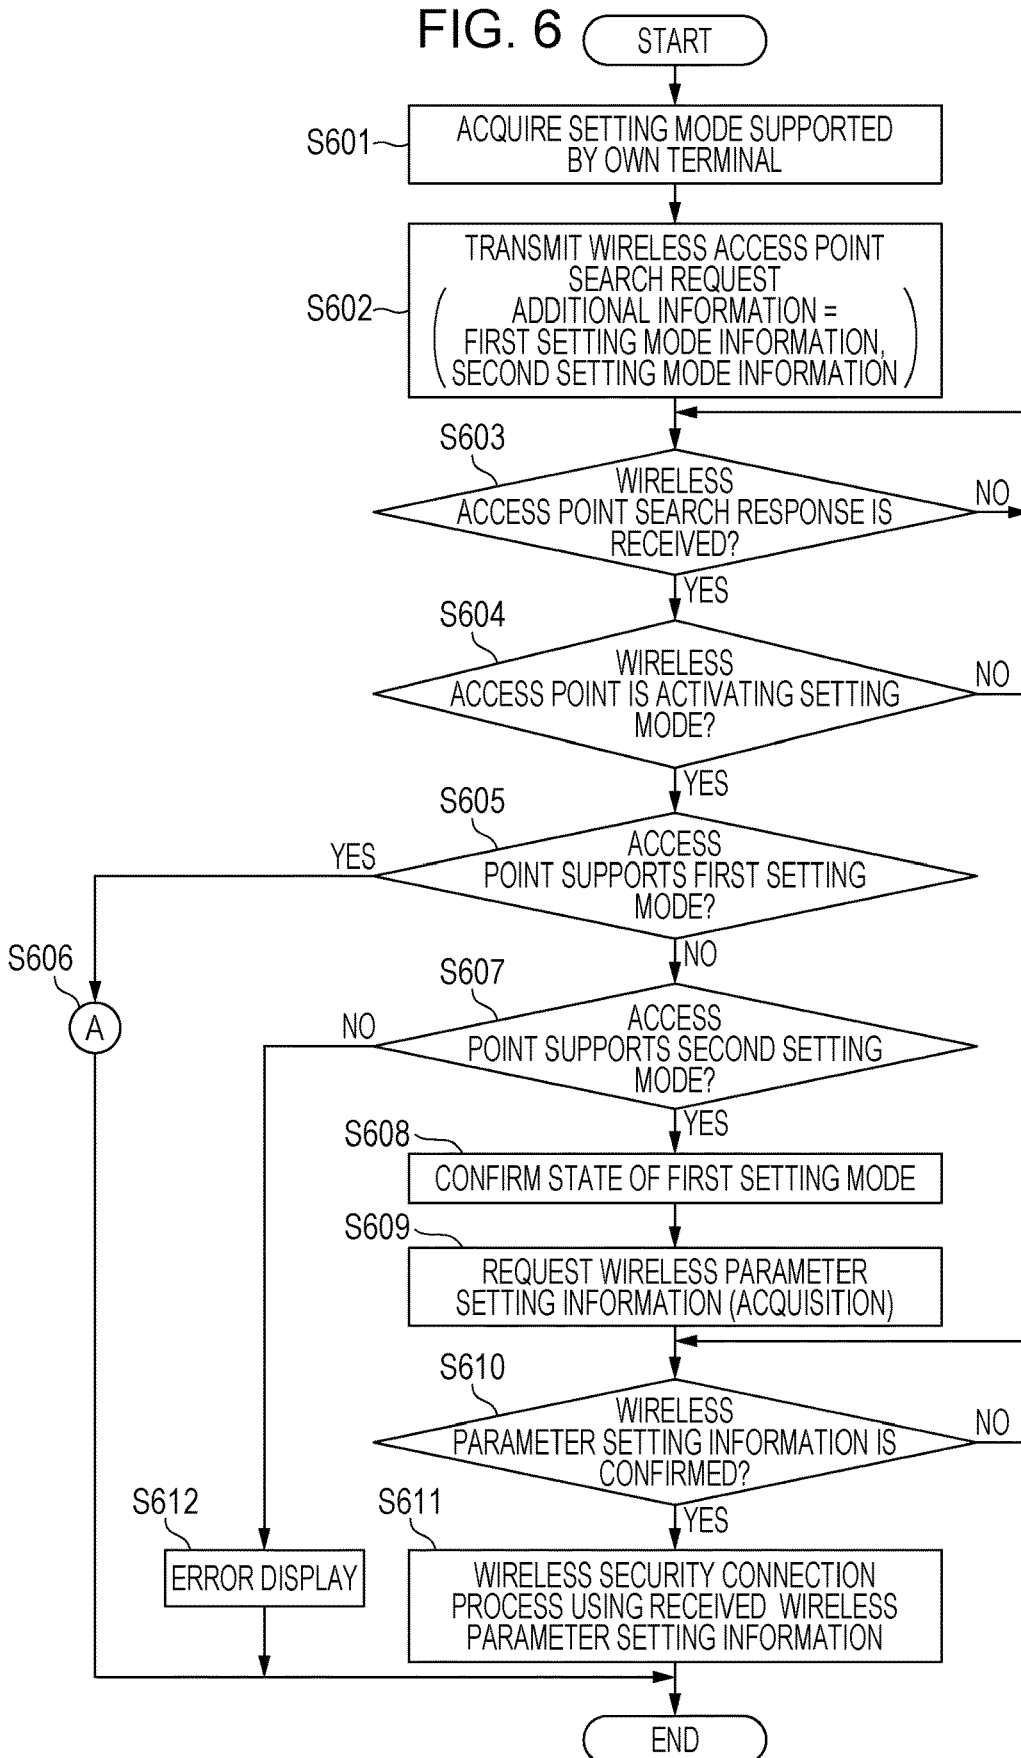 FIG. 6
START
S601
ACQUIRE SETTING MODE SUPPORTED
BY OWN TERMINAL
S602
TRANSMIT WIRELESS ACCESS POINT
SEARCH REQUEST
ADDITIONAL INFORMATION =
FIRST SETTING MODE INFORMATION,
SECOND SETTING MODE INFORMATION
S603
WIRELESS
ACCESS POINT SEARCH RESPONSE IS
RECEIVED?
NO
YES
S604
WIRELESS
ACCESS POINT IS ACTIVATING SETTING
MODE?
NO
YES
S605
ACCESS
POINT SUPPORTS FIRST SETTING
MODE?
YES
NO
S606
A
S607
ACCESS
POINT SUPPORTS SECOND SETTING
MODE?
NO
YES
S608
CONFIRM STATE OF FIRST SETTING MODE
S609
REQUEST WIRELESS PARAMETER
SETTING INFORMATION (ACQUISITION)
S610
WIRELESS
PARAMETER SETTING INFORMATION IS
CONFIRMED?
NO
YES
S612
ERROR DISPLAY
S611
WIRELESS SECURITY CONNECTION
PROCESS USING RECEIVED WIRELESS
PARAMETER SETTING INFORMATION
END